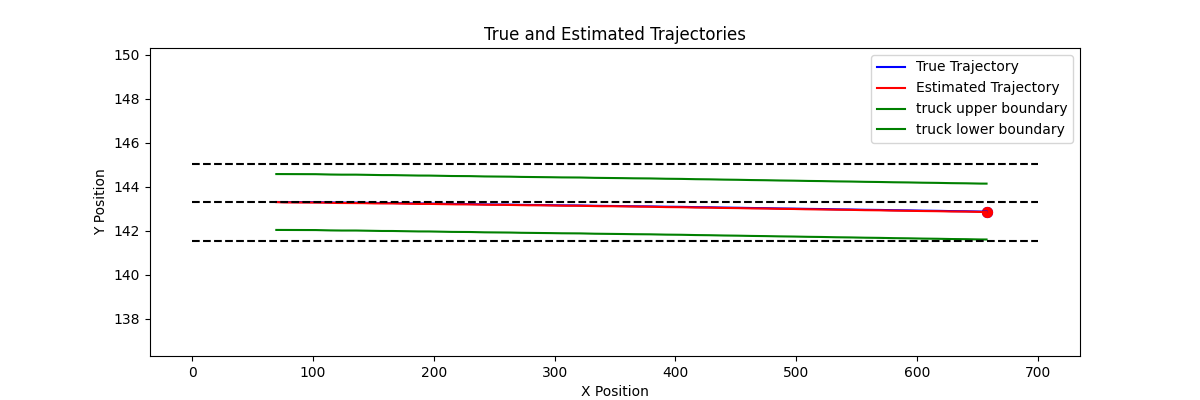 True and Estimated Trajectories
150
148
146
144
142
140
138
Y Position
True Trajectory
Estimated Trajectory
truck upper boundary
truck lower boundary
0
100
200
300
400
500
600
700
X Position